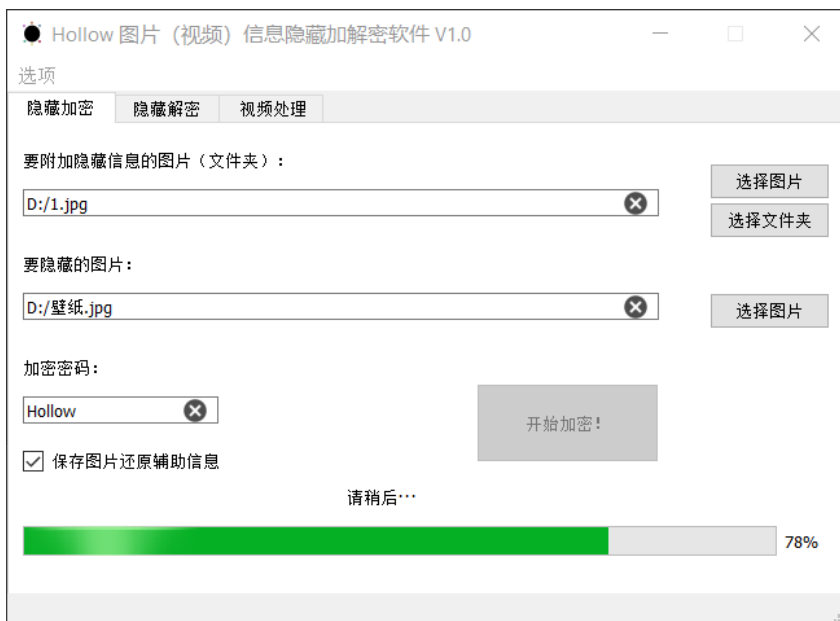 Hollow 图片（视频）信息隐藏加解密软件 V1.0
选项
隐藏加密 隐藏解密 视频处理
要附加隐藏信息的图片（文件夹）：
选择图片
D:/1.jpg
选择文件夹
要隐藏的图片：
D:/壁纸.jpg
选择图片
加密密码：
Hollow
开始加密！
保存图片还原辅助信息
请稍后…
78%